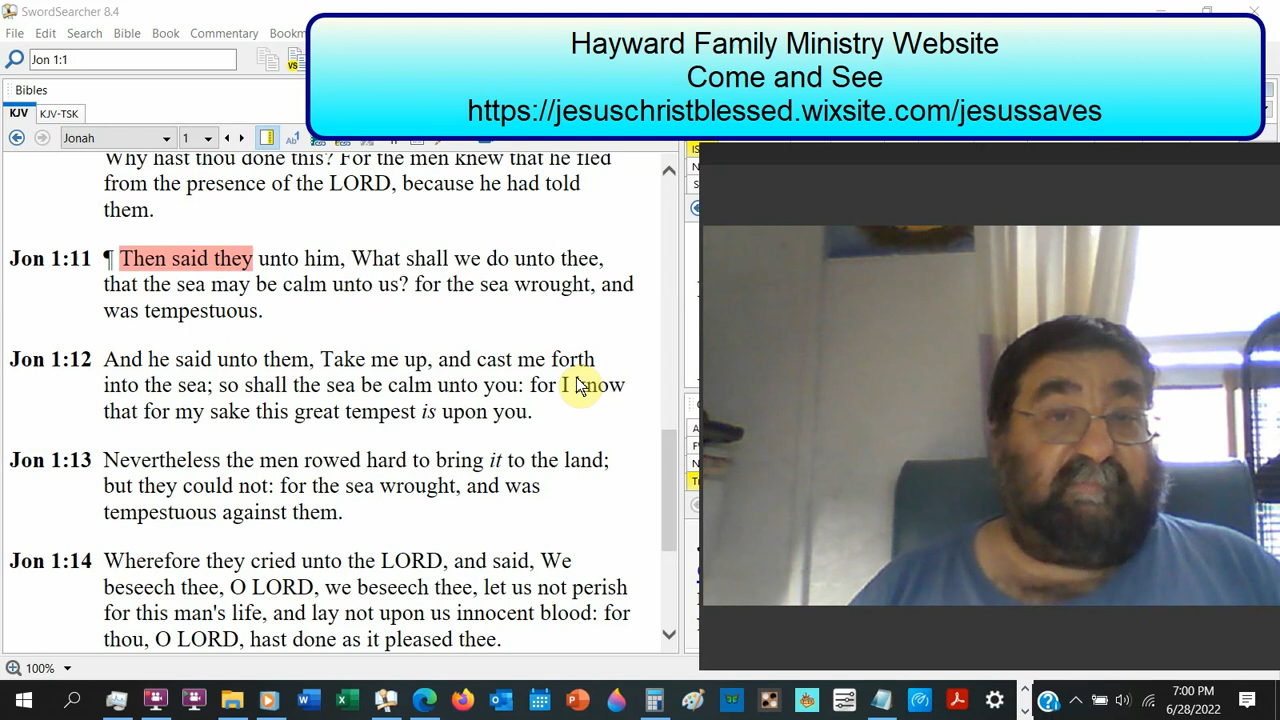 SwordSearcher 8.4
File Edit Search Bible Book Commentary
Jon 1:1
Hayward Family Ministry Website
Come and See
https://jesuschristblessed.wixsite.com/jesussaves
Bibles
KJV KJV-TSK
Jonah 1
Why hast thou done this? For the men knew that he fled
from the presence of the LORD, because he had told
them.
Jon 1:11 ¶ Then said they unto him, What shall we do unto thee,
that the sea may be calm unto us? for the sea wrought, and
was tempestuous.
Jon 1:12 And he said unto them, Take me up, and cast me forth
into the sea; so shall the sea be calm unto you: for I know
that for my sake this great tempest is upon you.
Jon 1:13 Nevertheless the men rowed hard to bring it to the land;
but they could not: for the sea wrought, and was
tempestuous against them.
Jon 1:14 Wherefore they cried unto the LORD, and said, We
beseech thee, O LORD, we beseech thee, let us not perish
for this man's life, and lay not upon us innocent blood: for
thou, O LORD, hast done as it pleased thee.
100%
7:00 PM
6/28/2022